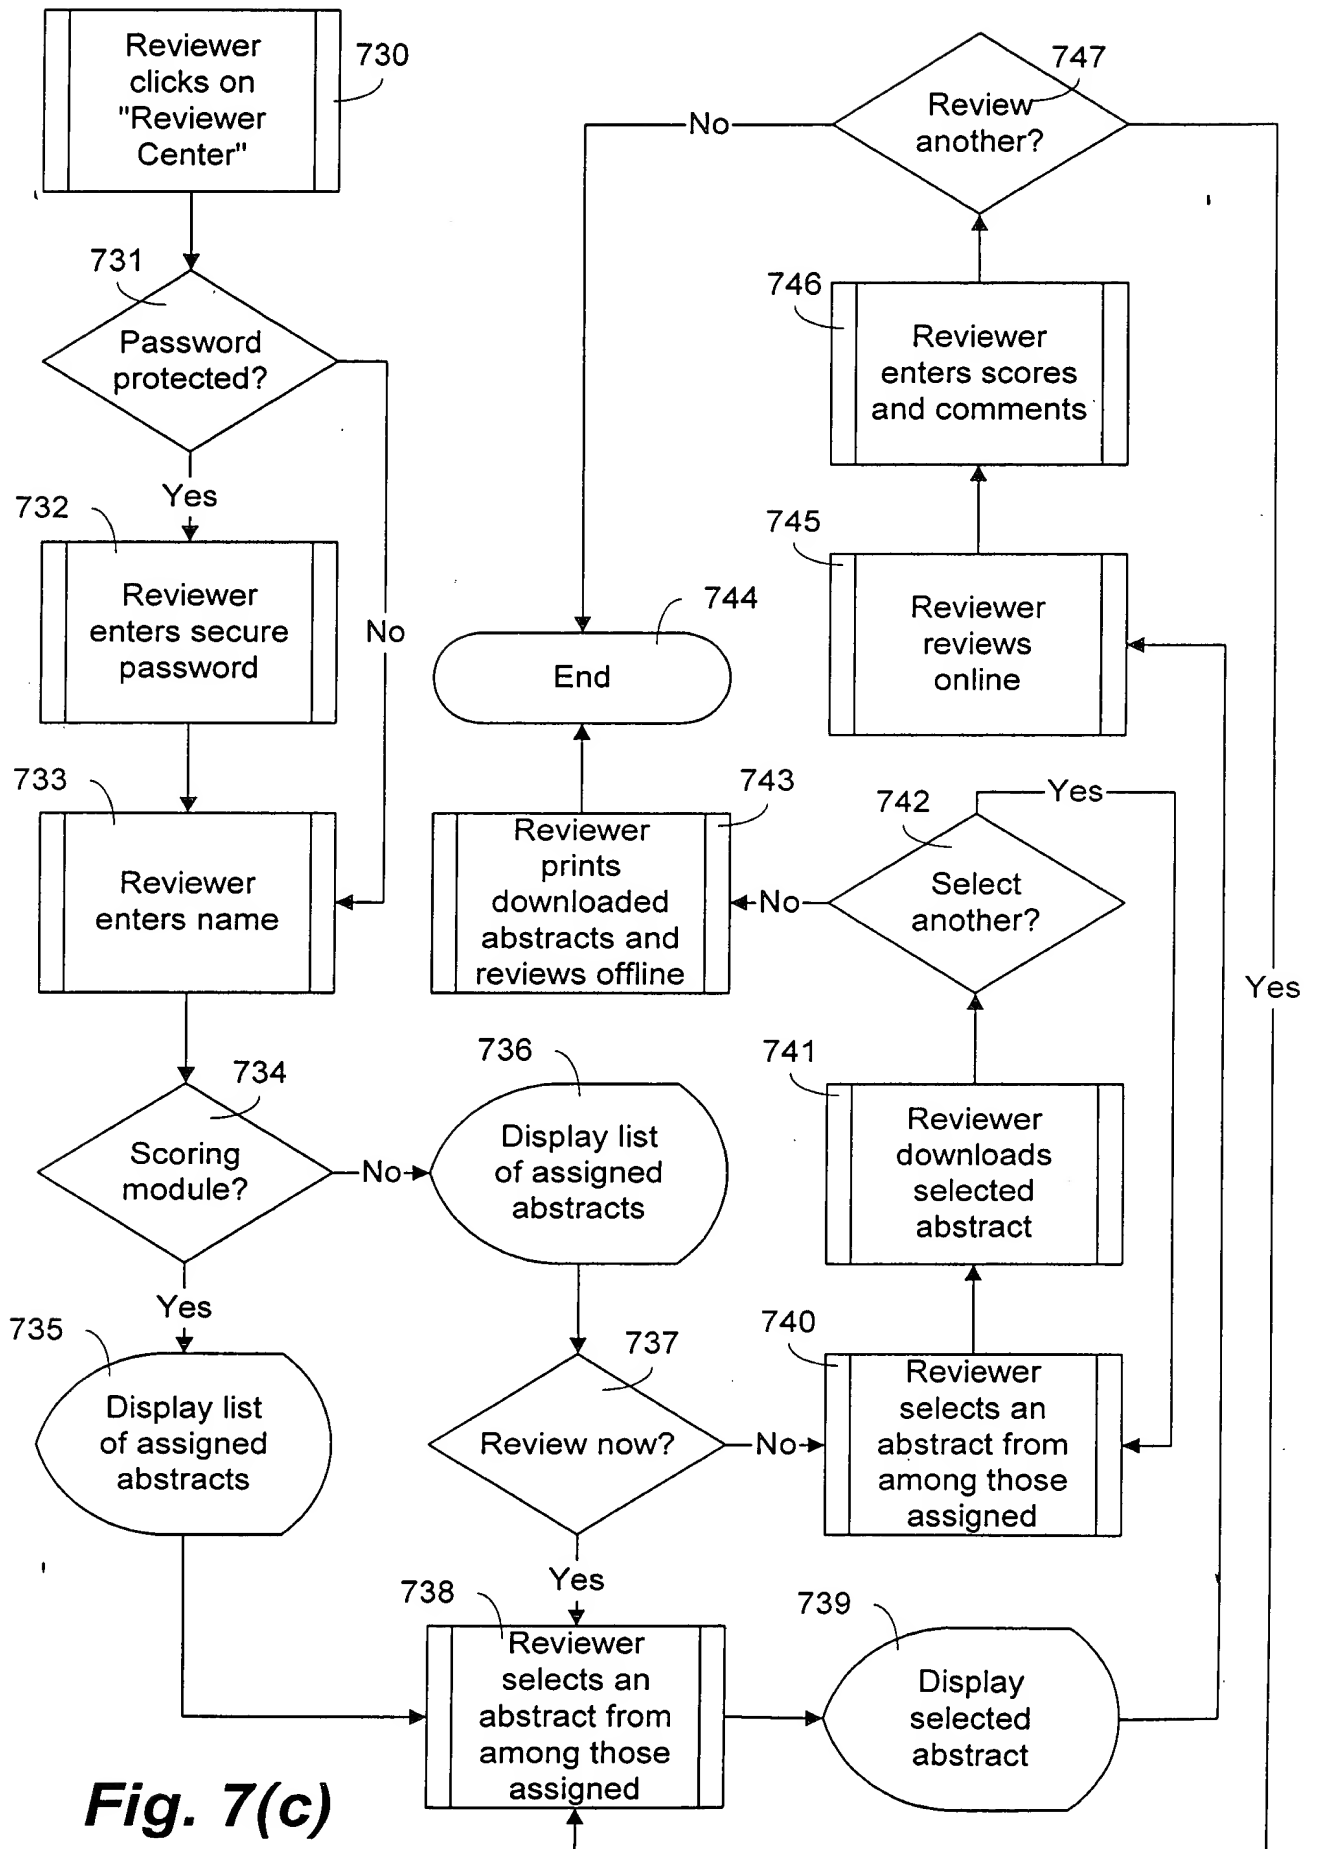 730
Reviewer
clicks on
"Reviewer
Center"
731
Password
protected?
Yes
No
732
Reviewer
enters secure
password
733
Reviewer
enters name
734
Scoring
module?
No
Yes
735
Display list
of assigned
abstracts
736
Display list
of assigned
abstracts
737
Review now?
No
Yes
738
Reviewer
selects an
abstract from
among those
assigned
739
Display
selected
abstract
740
Reviewer
selects an
abstract from
among those
assigned
741
Reviewer
downloads
selected
abstract
742
Select
another?
Yes
No
743
Reviewer
prints
downloaded
abstracts and
reviews offline
744
End
745
Reviewer
reviews
online
746
Reviewer
enters scores
and comments
747
Review
another?
No
Yes
Fig. 7(c)